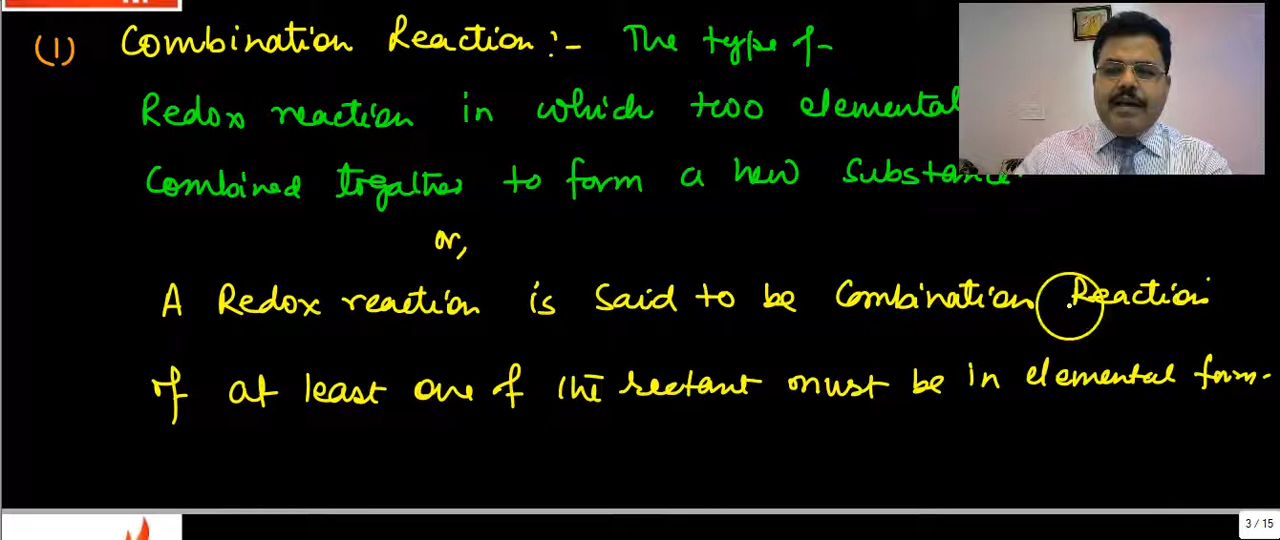 (1) Combination Reaction :- The type of
Redox reaction in which two elemental
Combined together to form a new substance
or,
A Redox reaction is said to be Combination Reaction
if at least one of the rectant must be in elemental form.
3 / 15